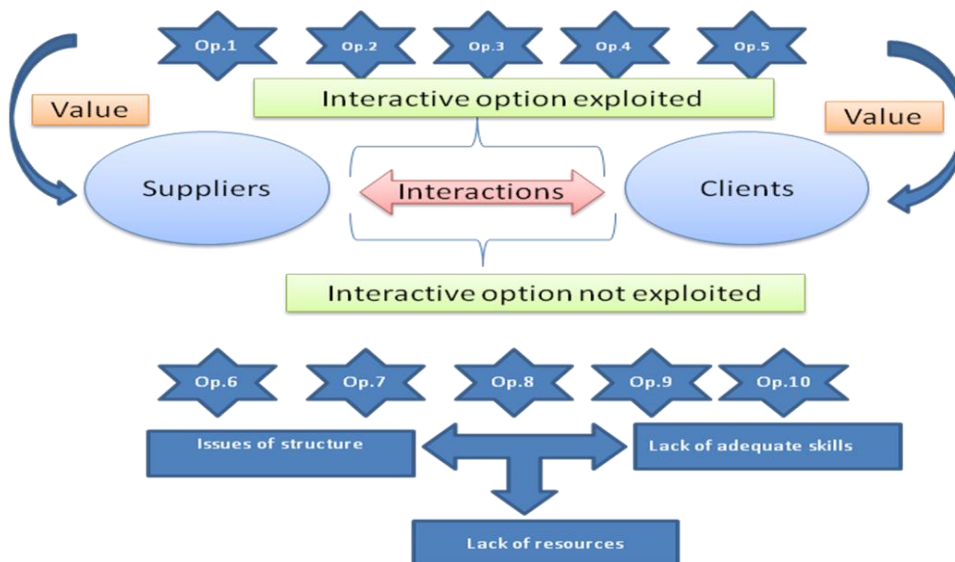 Op.1
Op.2
Op.3
Op.4
Op.5
Interactive option exploited
Value
Value
Suppliers
Interactions
Clients
Interactive option not exploited
Op.6
Op.7
Op.8
Op.9
Op.10
Issues of structure
Lack of adequate skills
Lack of resources